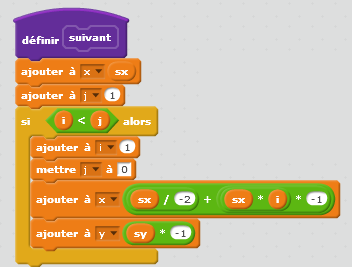 définir suivant
ajouter à x sx
ajouter à j 1
si i < j alors
ajouter à i 1
mettre j à 0
ajouter à x sx / -2 + sx * i * -1
ajouter à y sy * -1